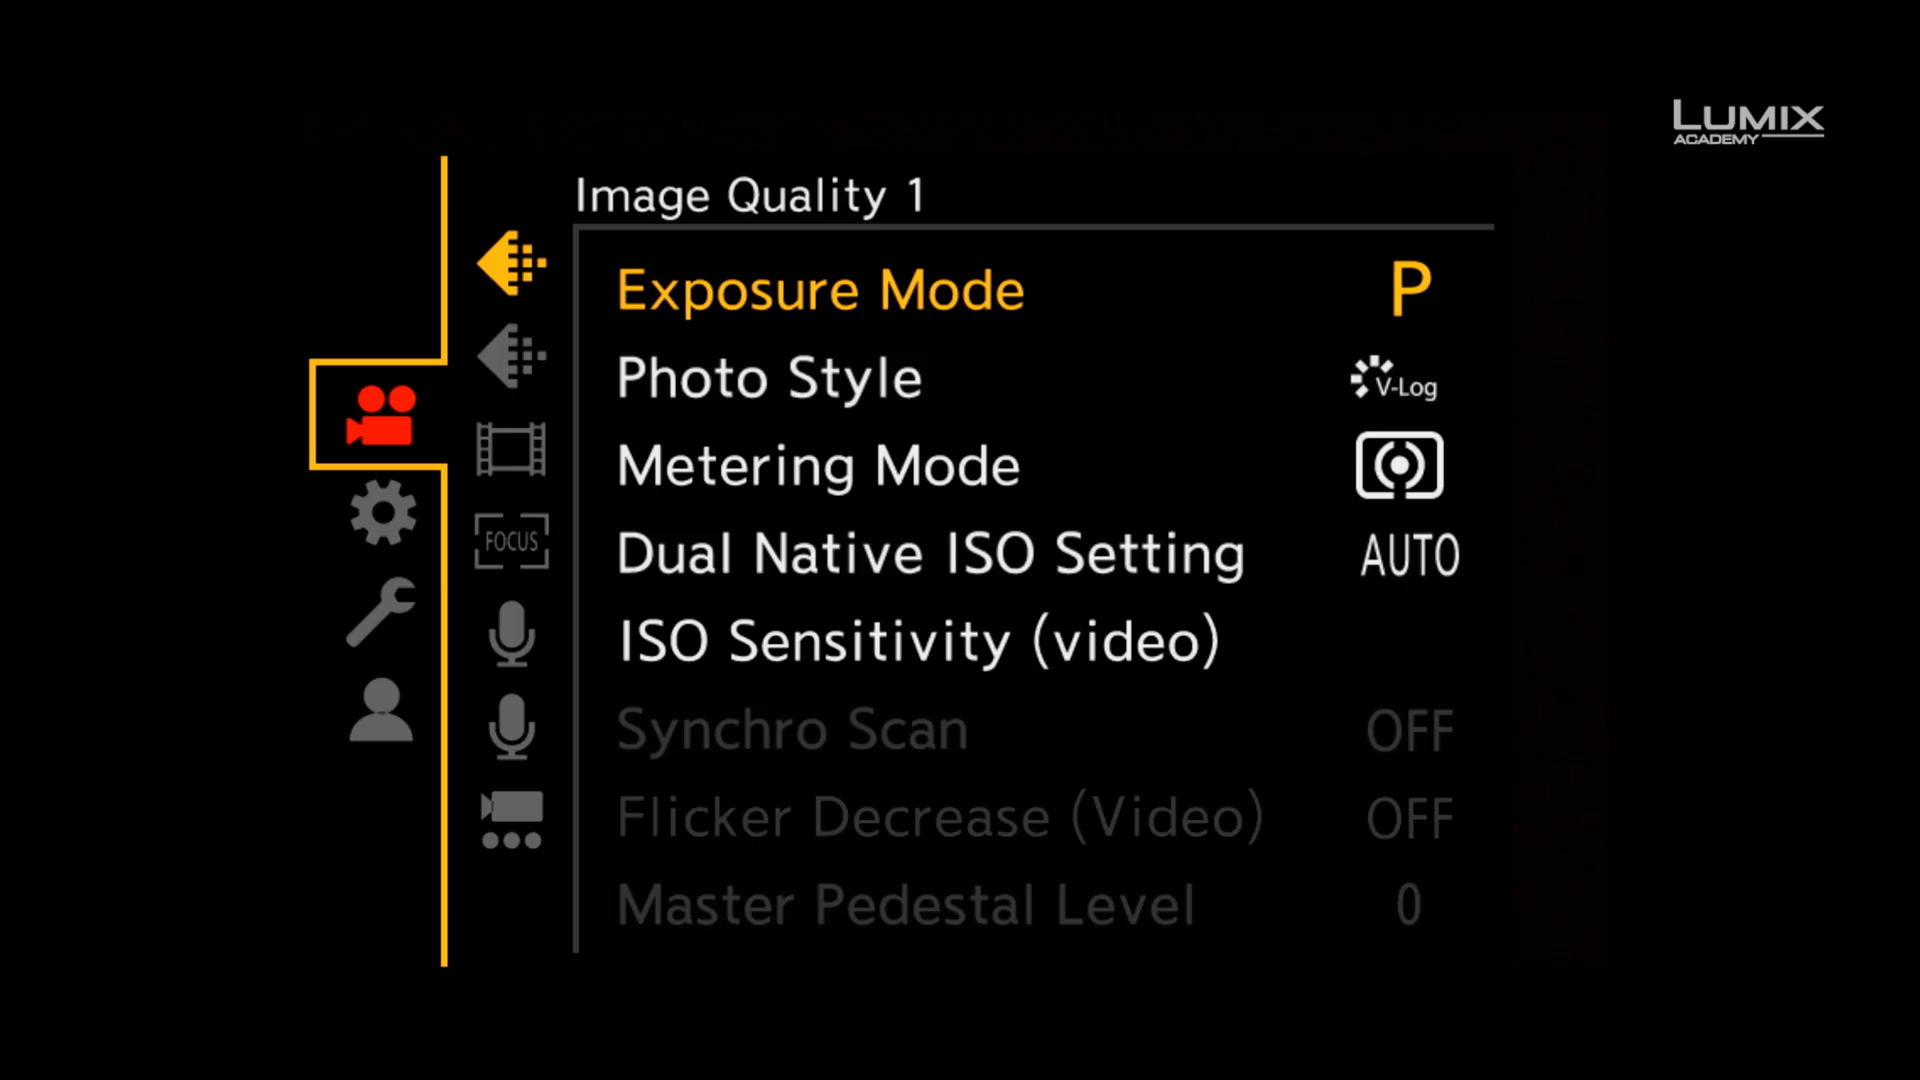 LUMIX
ACADEMY
Image Quality 1
Exposure Mode P
Photo Style V-Log
Metering Mode
Dual Native ISO Setting AUTO
FOCUS
ISO Sensitivity (video)
Synchro Scan OFF
Flicker Decrease (Video) OFF
Master Pedestal Level 0